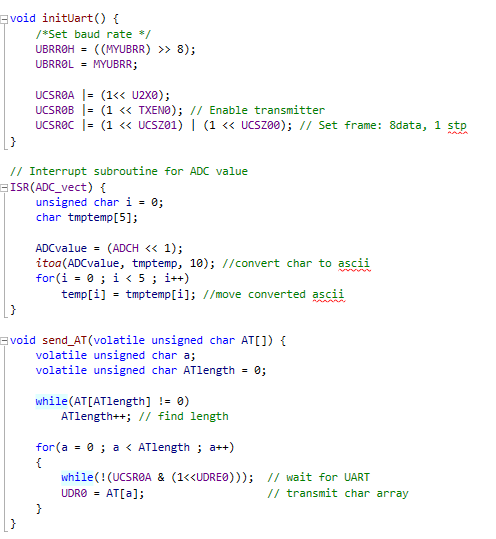 void initUart() {
/*Set baud rate */
UBRR0H = ((MYUBRR) >> 8);
UBRR0L = MYUBRR;
UCSR0A |= (1<< U2X0);
UCSR0B |= (1 << TXEN0); // Enable transmitter
UCSR0C |= (1 << UCSZ01) | (1 << UCSZ00); // Set frame: 8data, 1 stp
}
// Interrupt subroutine for ADC value
ISR(ADC_vect) {
unsigned char i = 0;
char tmptemp[5];
ADCvalue = (ADCH << 1);
itoa(ADCvalue, tmptemp, 10); //convert char to ascii
for(i = 0 ; i < 5 ; i++)
temp[i] = tmptemp[i]; //move converted ascii
}
void send_AT(volatile unsigned char AT[]) {
volatile unsigned char a;
volatile unsigned char ATlength = 0;
while(AT[ATlength] != 0)
ATlength++; // find length
for(a = 0 ; a < ATlength ; a++)
{
while(!(UCSR0A & (1<<UDRE0))); // wait for UART
UDR0 = AT[a]; // transmit char array
}
}